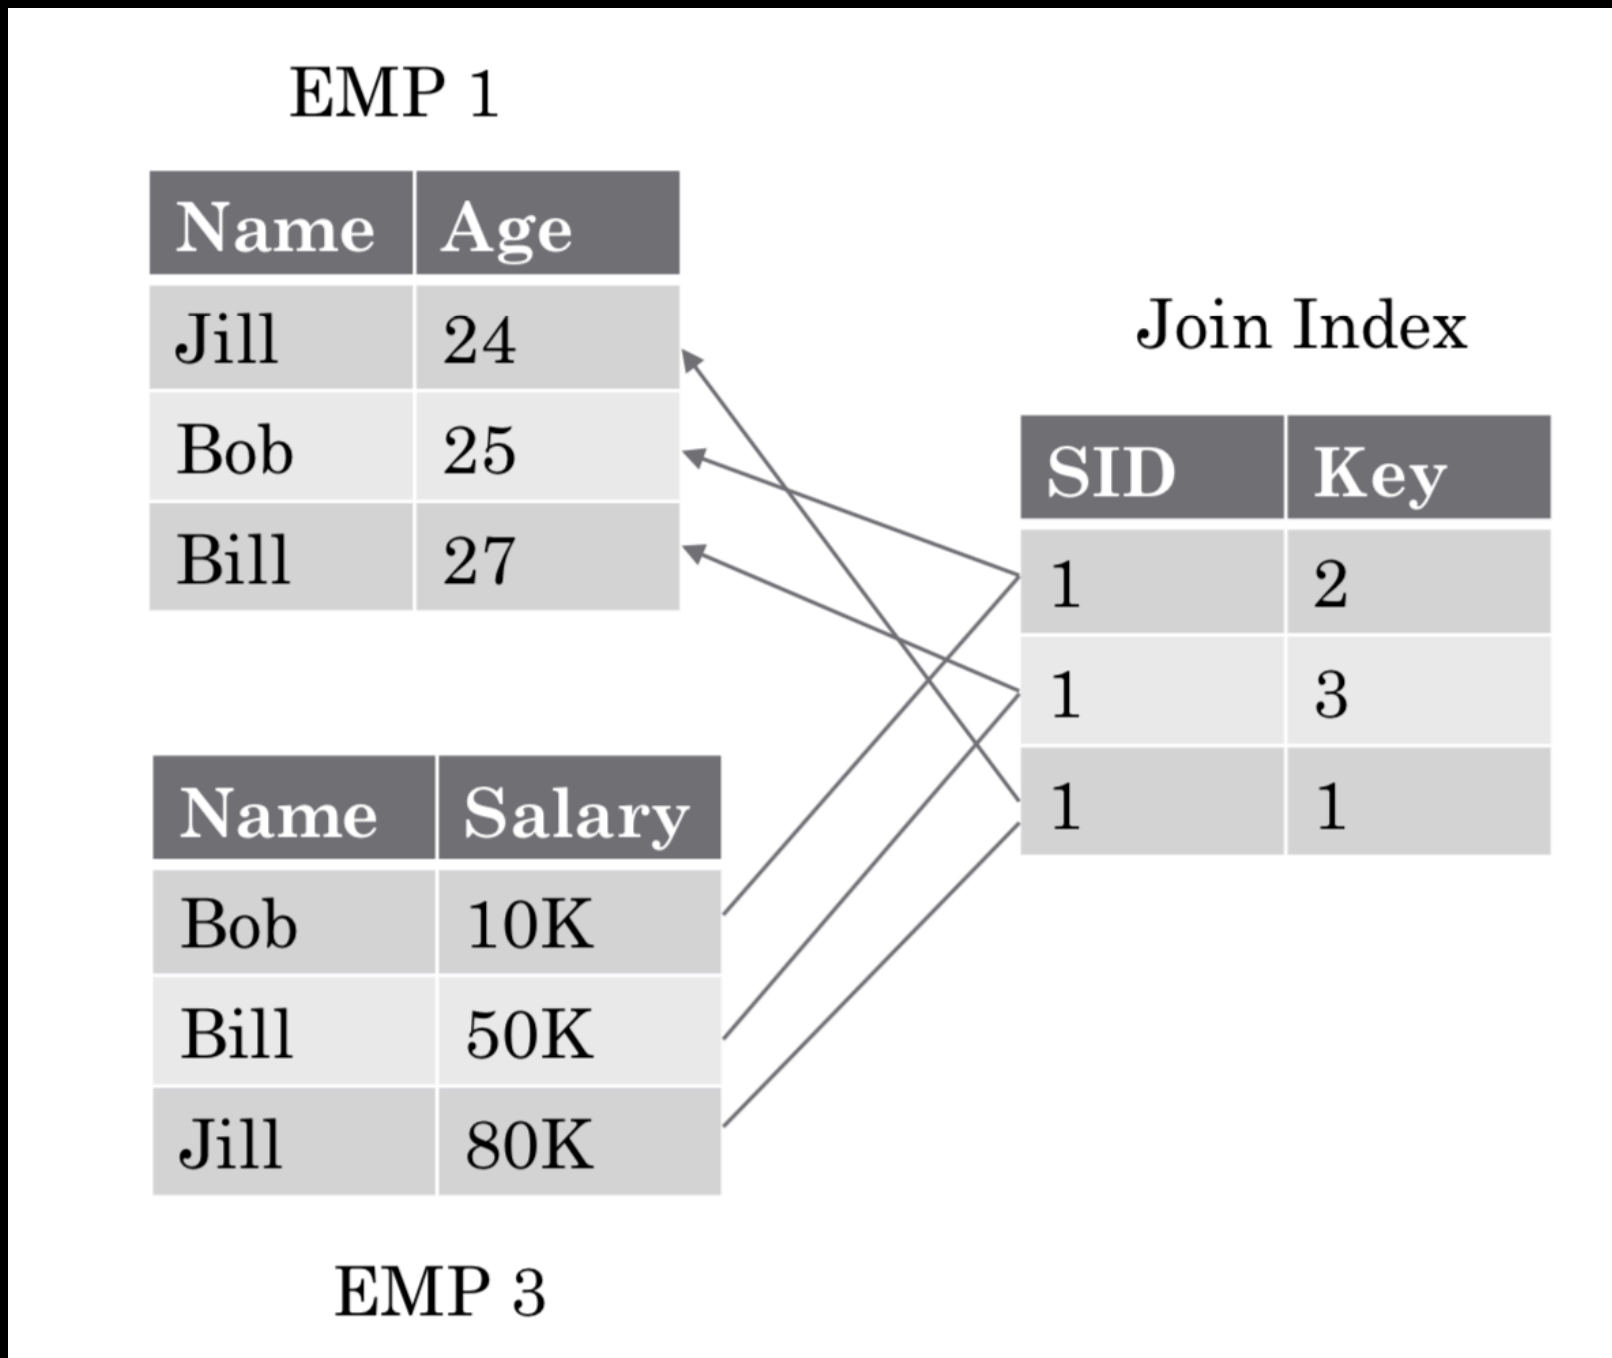 EMP 1
Name Age
Jill 24
Bob 25
Bill 27
Join Index
SID Key
1 2
1 3
1 1
Name Salary
Bob 10K
Bill 50K
Jill 80K
EMP 3